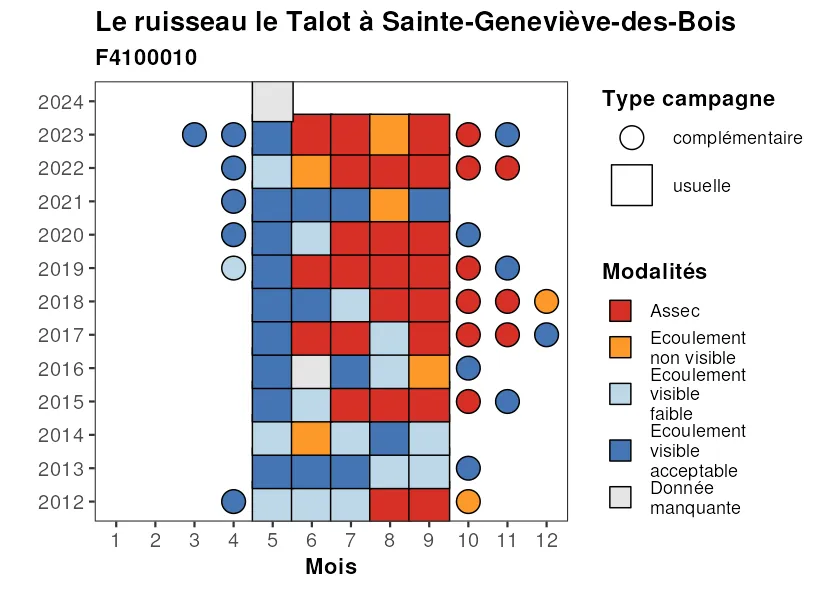 Le ruisseau le Talot à Sainte-Geneviève-des-Bois
F4100010
2024
2023
2022
2021
2020
2019
2018
2017
2016
2015
2014
2013
2012
1 2 3 4 5 6 7 8 9 10 11 12
Mois
Type campagne
complémentaire
usuelle
Modalités
Assec
Ecoulement
non visible
Ecoulement
visible
faible
Ecoulement
visible
acceptable
Donnée
manquante